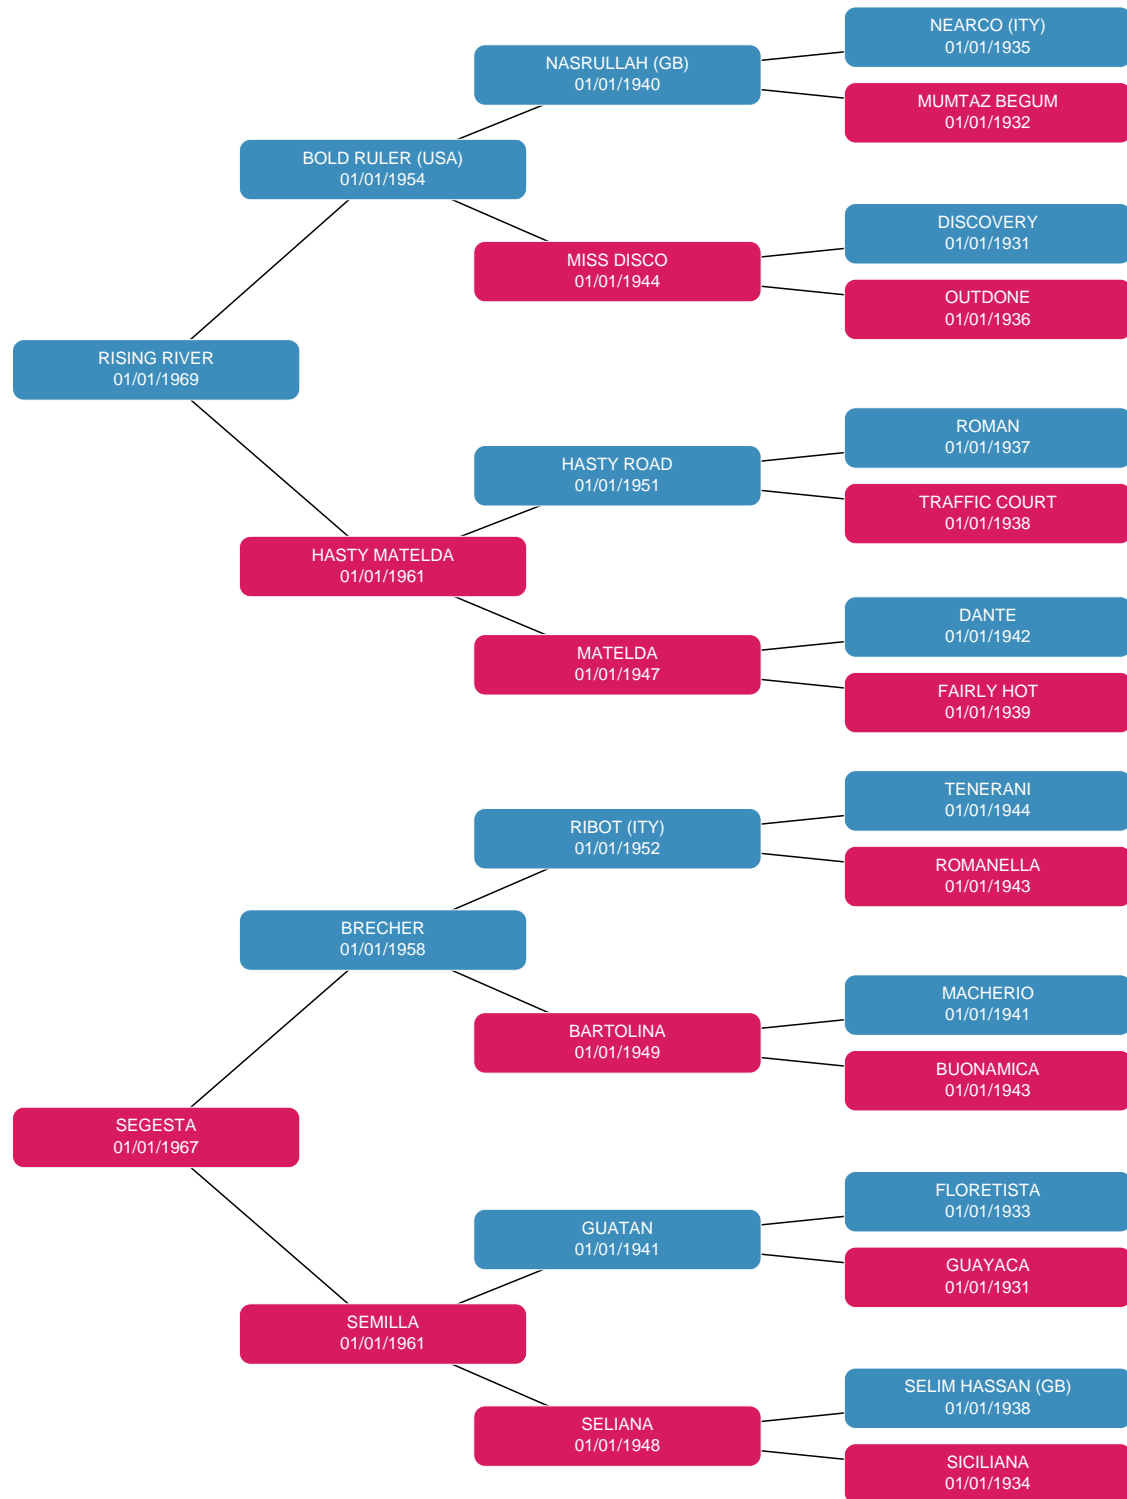 NEARCO (ITY)
01/01/1935
NASRULLAH (GB)
01/01/1940
MUMTAZ BEGUM
01/01/1932
BOLD RULER (USA)
01/01/1954
DISCOVERY
01/01/1931
MISS DISCO
01/01/1944
OUTDONE
01/01/1936
RISING RIVER
01/01/1969
ROMAN
01/01/1937
HASTY ROAD
01/01/1951
TRAFFIC COURT
01/01/1938
HASTY MATELDA
01/01/1961
DANTE
01/01/1942
MATELDA
01/01/1947
FAIRLY HOT
01/01/1939
TENERANI
01/01/1944
RIBOT (ITY)
01/01/1952
ROMANELLA
01/01/1943
BRECHER
01/01/1958
MACHERIO
01/01/1941
BARTOLINA
01/01/1949
BUONAMICA
01/01/1943
SEGESTA
01/01/1967
FLORETISTA
01/01/1933
GUATAN
01/01/1941
GUAYACA
01/01/1931
SEMILLA
01/01/1961
SELIM HASSAN (GB)
01/01/1938
SELIANA
01/01/1948
SICILIANA
01/01/1934